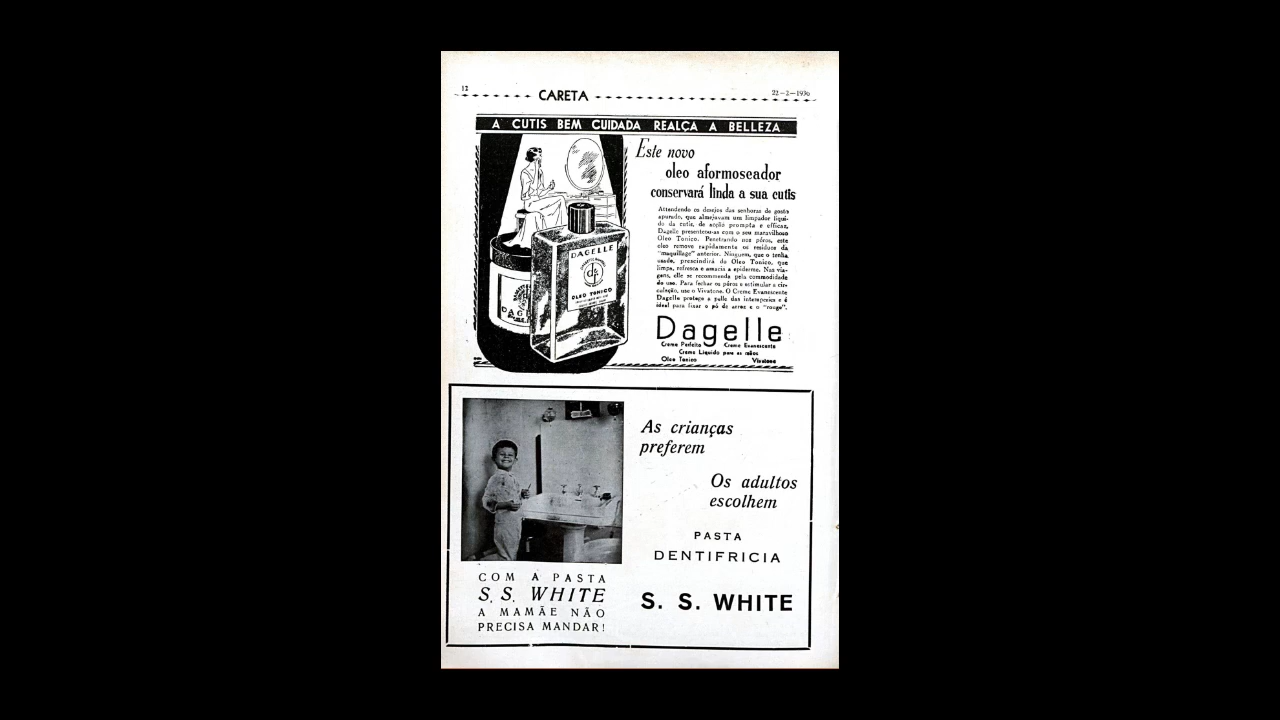 12
CARETA
22-2-1936
A CUTIS BEM CUIDADA REALÇA A BELLEZA
Este novo
oleo aformoseador
conservará linda a sua cutis
Attendendo os desejos das senhoras de gosto
apurado, que almejavam um limpador liqui-
do da cutis, de acção prompta e efficaz,
Dagelle presenteou-as com o seu maravilhoso
Oleo Tonico. Penetrando nos póros, este
oleo remove rapidamente os residuos da
"maquillage" anterior. Ninguem, que o tenha
usado, prescindirá do Oleo Tonico, que
limpa, refresca e amacia a epiderme. Nas via-
gens, elle se recommenda pela commodidade
do uso. Para fechar os póros e estimular a cir-
culação, use o Vivatone. O Creme Evanescente
Dagelle protege a pelle das intemperies e é
ideal para fixar o pó de arroz e o "rouge".
DAGELLE
OLEO TONICO
DAG
Dagelle
Creme Perfeito Creme Evanescente
Creme Liquido para as mãos
Oleo Tonico Vivatone
As crianças
preferem
Os adultos
escolhem
PASTA
DENTIFRICIA
S. S. WHITE
COM A PASTA
S. S. WHITE
A MAMÃE NÃO
PRECISA MANDAR!